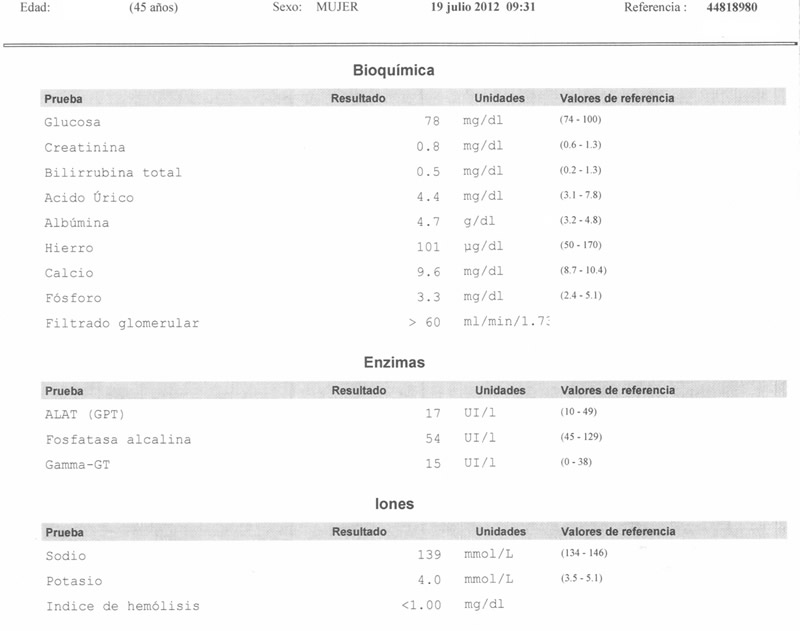 Edad: (45 años) Sexo: MUJER 19 julio 2012 09:31 Referencia : 44818980
Bioquímica
Prueba Resultado Unidades Valores de referencia
Glucosa 78 mg/dl (74 - 100)
Creatinina 0.8 mg/dl (0.6 - 1.3)
Bilirrubina total 0.5 mg/dl (0.2 - 1.3)
Acido Úrico 4.4 mg/dl (3.1 - 7.8)
Albúmina 4.7 g/dl (3.2 - 4.8)
Hierro 101 µg/dl (50 - 170)
Calcio 9.6 mg/dl (8.7 - 10.4)
Fósforo 3.3 mg/dl (2.4 - 5.1)
Filtrado glomerular > 60 ml/min/1.73
Enzimas
Prueba Resultado Unidades Valores de referencia
ALAT (GPT) 17 UI/l (10 - 49)
Fosfatasa alcalina 54 UI/l (45 - 129)
Gamma-GT 15 UI/l (0 - 38)
Iones
Prueba Resultado Unidades Valores de referencia
Sodio 139 mmol/L (134 - 146)
Potasio 4.0 mmol/L (3.5 - 5.1)
Indice de hemólisis <1.00 mg/dl